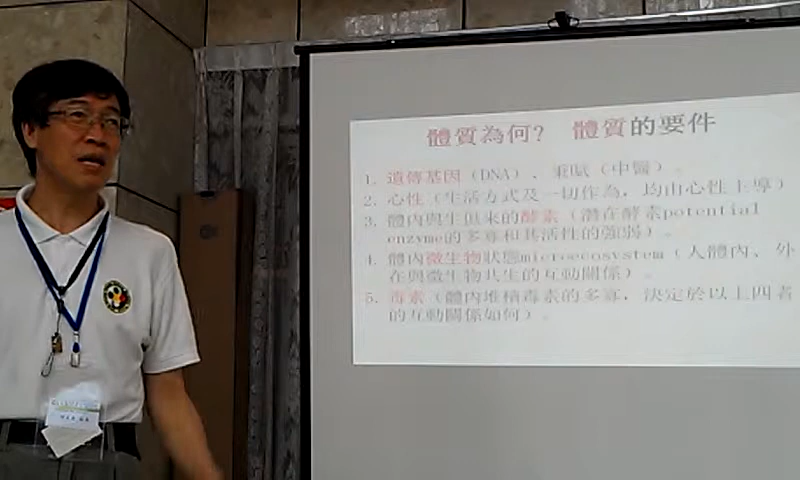 體質為何? 體質的要件
1. 遺傳基因(DNA)、秉賦(中醫)。
2. 心性(生活方式及一切作為,均由心性主導)
3. 體內與生俱來的酵素(潛在酵素potential
enzyme的多寡和其活性的強弱)。
4. 體內微生物狀態microecosystem(人體內、外
在與微生物共生的互動關係)。
5. 毒素(體內堆積毒素的多寡,決定於以上四者
的互動關係如何)。